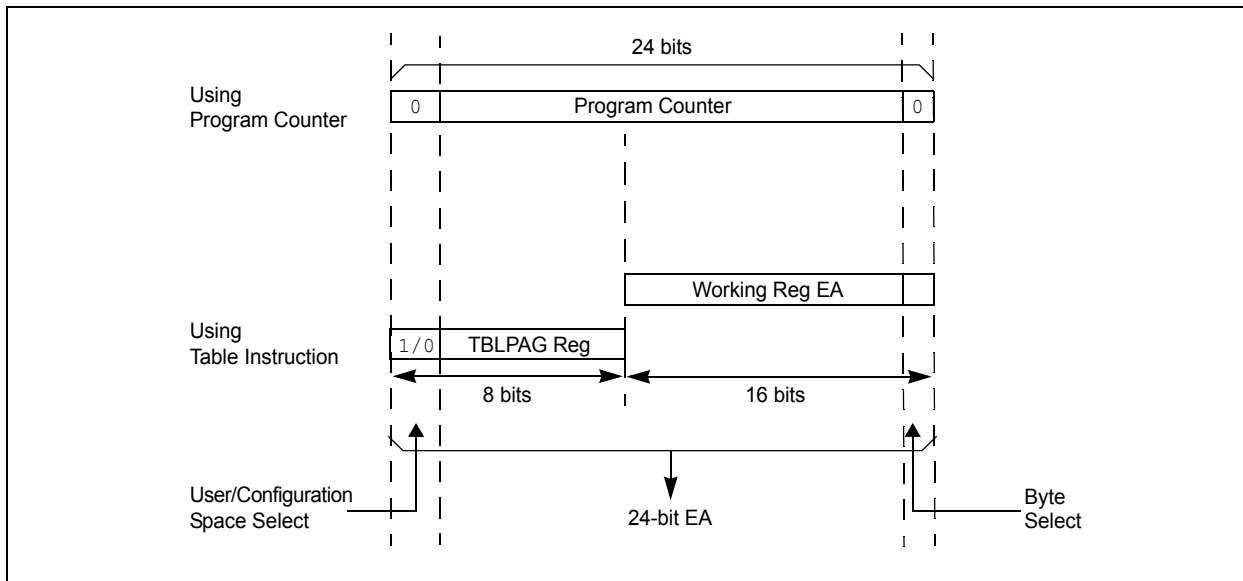 24 bits
Using
Program Counter
0
Program Counter
0
Working Reg EA
Using
Table Instruction
1/0
TBLPAG Reg
8 bits
16 bits
User/Configuration
Space Select
24-bit EA
Byte
Select